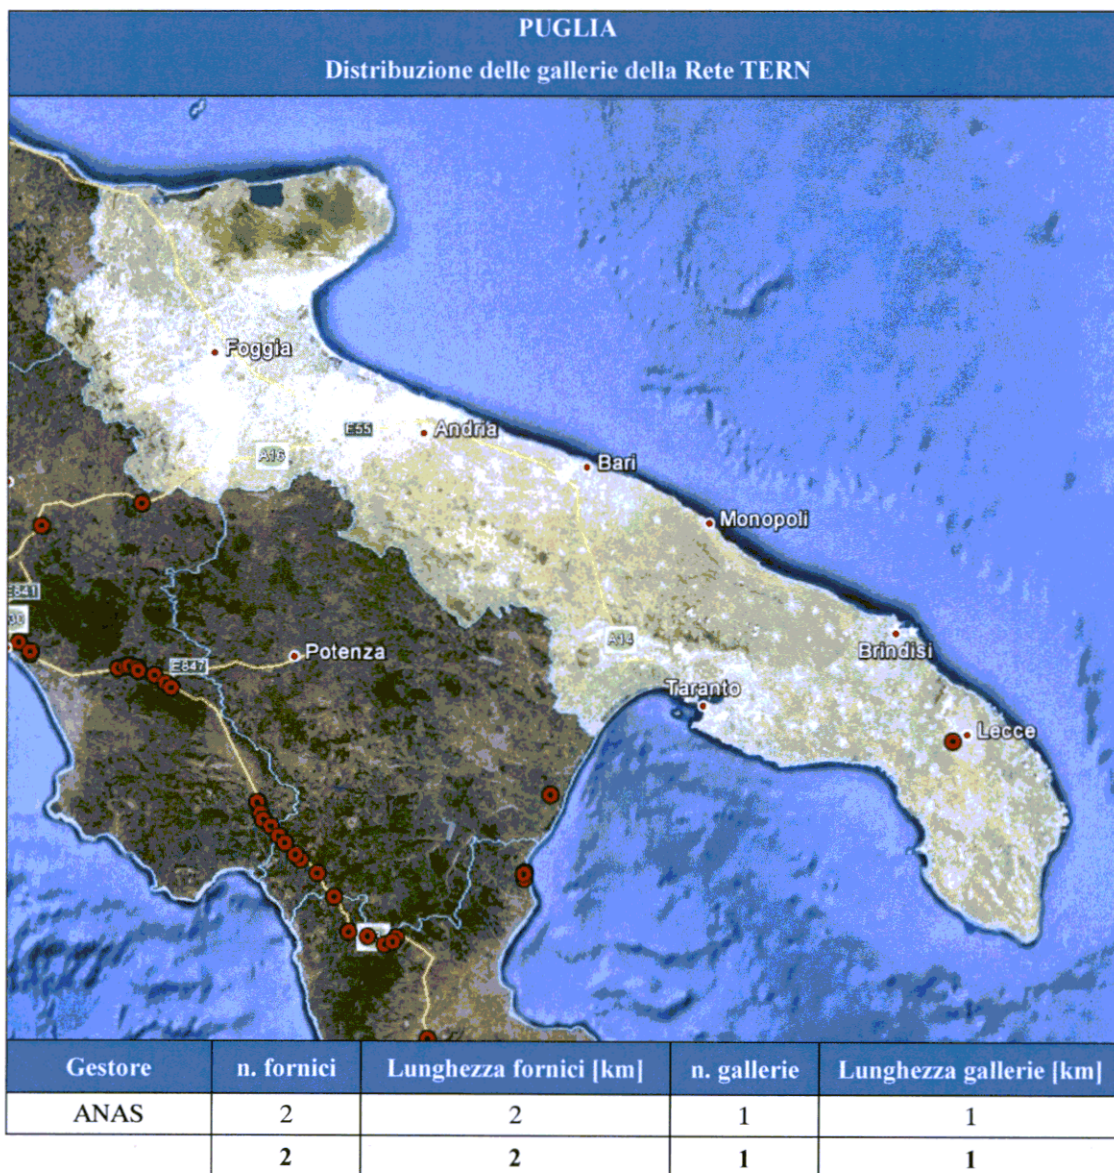 PUGLIA
Distribuzione delle gallerie della Rete TERN
Foggia
E55
Andria
A16
Bari
Monopoli
E841
Potenza
E847
A14
Brindisi
Taranto
Lecce
Gestore n. fornici Lunghezza fornici [km] n. gallerie Lunghezza gallerie [km]
ANAS 2 2 1 1
2 2 1 1